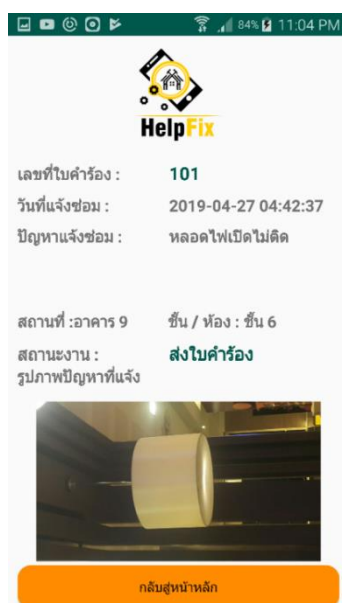 84% 11:04 PM
HelpFix
เลขที่ใบคำร้อง : 101
วันที่แจ้งซ่อม : 2019-04-27 04:42:37
ปัญหาแจ้งซ่อม : หลอดไฟเปิดไม่ติด
สถานที่ :อาคาร 9 ชั้น / ห้อง : ชั้น 6
สถานะงาน : ส่งใบคำร้อง
รูปภาพปัญหาที่แจ้ง
กลับสู่หน้าหลัก